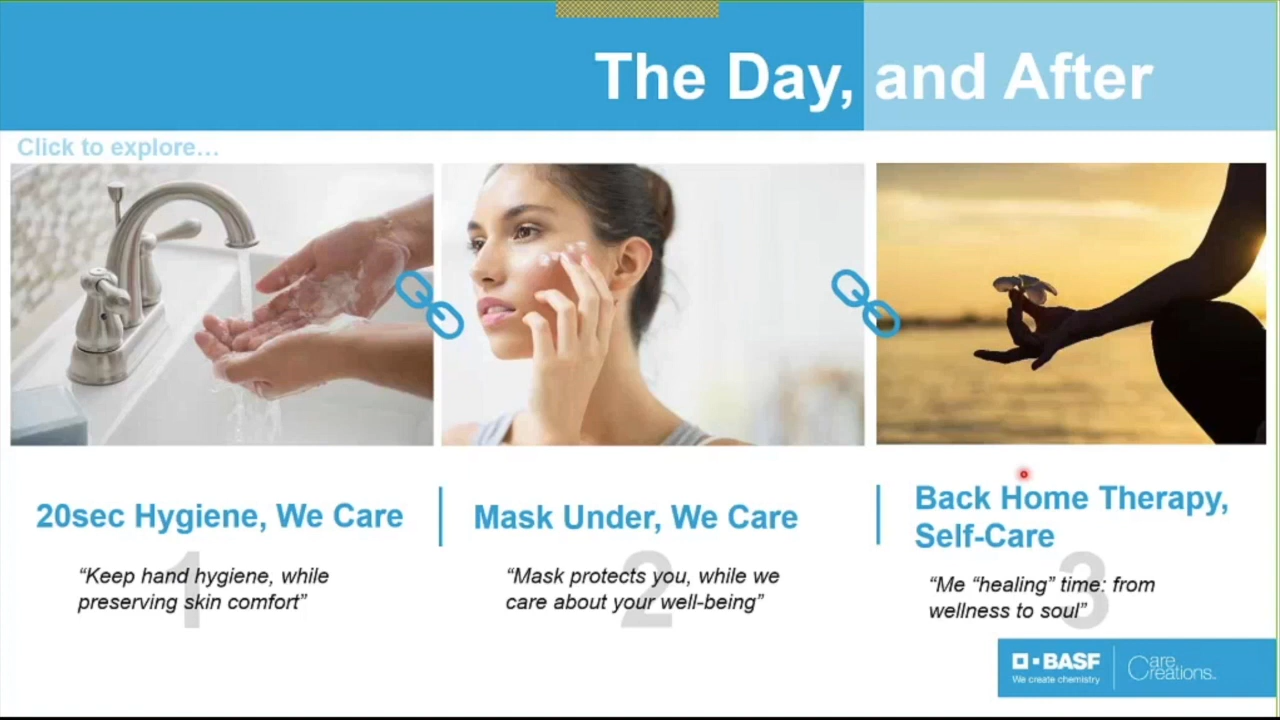 The Day, and After
Click to explore...
20sec Hygiene, We Care
1
“Keep hand hygiene, while
preserving skin comfort”
Mask Under, We Care
2
“Mask protects you, while we
care about your well-being”
Back Home Therapy,
Self-Care
3
“Me “healing” time: from
wellness to soul”
BASF
We create chemistry
Care
Creations